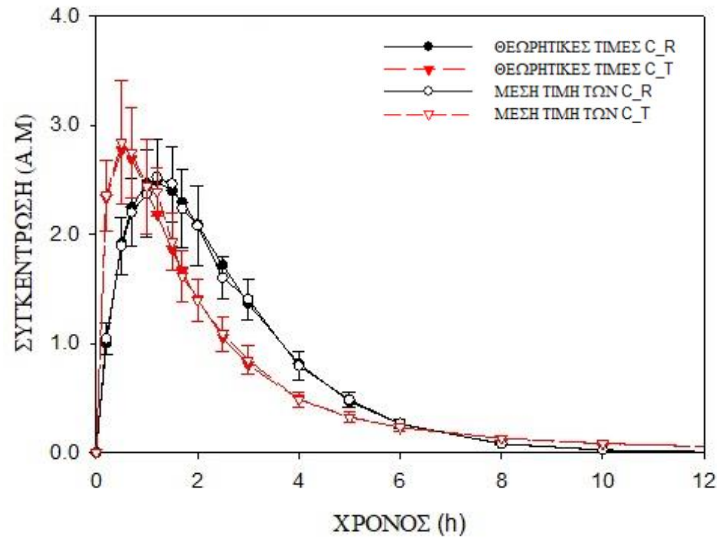 4.0
3.0
2.0
1.0
0.0
ΣΥΓΚΕΝΤΡΩΣΗ (Α.Μ)
ΘΕΩΡΗΤΙΚΕΣ ΤΙΜΕΣ C_R
ΘΕΩΡΗΤΙΚΕΣ ΤΙΜΕΣ C_T
ΜΕΣΗ ΤΙΜΗ ΤΩΝ C_R
ΜΕΣΗ ΤΙΜΗ ΤΩΝ C_T
0 2 4 6 8 10 12
ΧΡΟΝΟΣ (h)